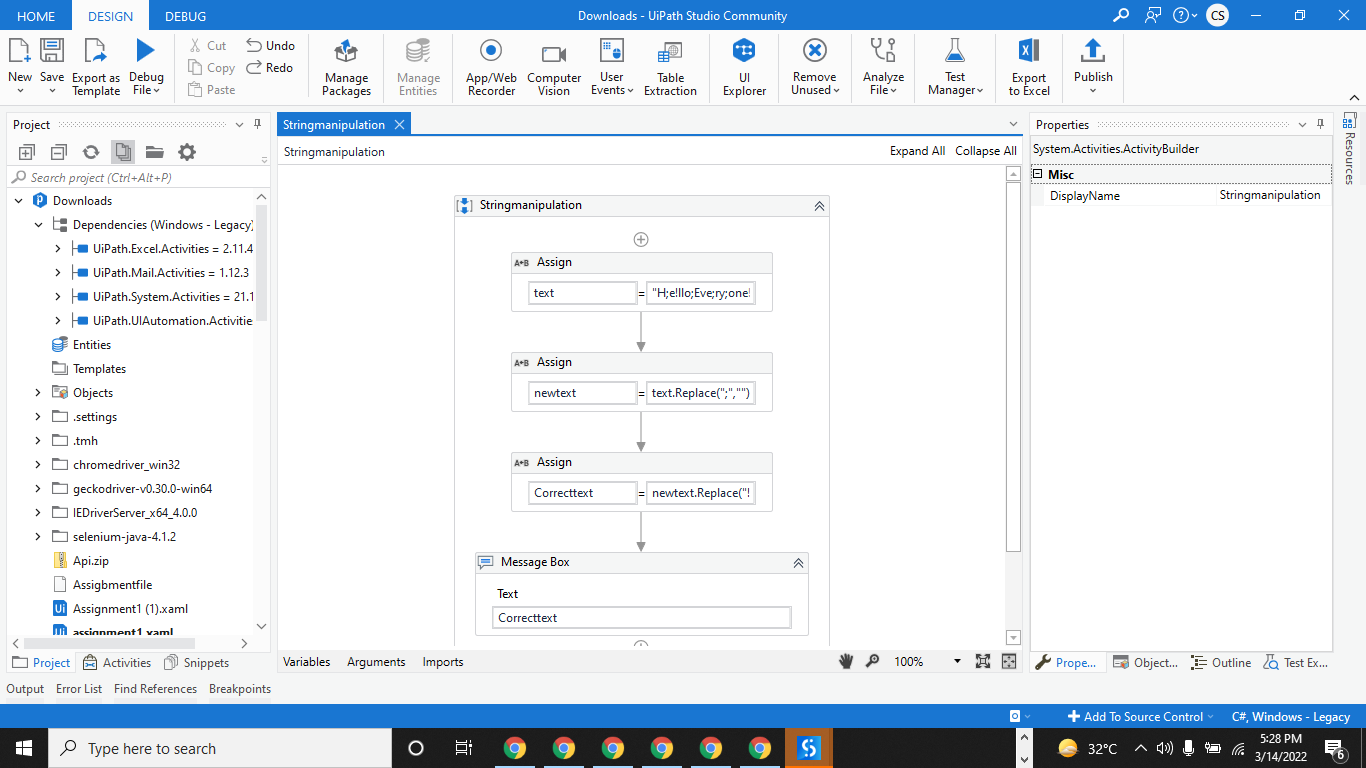 HOME DESIGN DEBUG Downloads - UiPath Studio Community CS
New Save Export as Template Debug File
Cut Copy Paste Undo Redo
Manage Packages Manage Entities App/Web Recorder Computer Vision User Events Table Extraction UI Explorer Remove Unused Analyze File Test Manager Export to Excel Publish
Project
Search project (Ctrl+Alt+P)
Downloads
Dependencies (Windows - Legacy)
UiPath.Excel.Activities = 2.11.4
UiPath.Mail.Activities = 1.12.3
UiPath.System.Activities = 21.1
UiPath.UIAutomation.Activitie
Entities
Templates
Objects
.settings
.tmh
chromedriver_win32
geckodriver-v0.30.0-win64
IEDriverServer_x64_4.0.0
selenium-java-4.1.2
Api.zip
Assigbmentfile
Assignment1 (1).xaml
assignment1.xaml
Project Activities Snippets
Stringmanipulation
Stringmanipulation Expand All Collapse All
Stringmanipulation
A+B Assign
text = "H;e!llo;Eve;ry;one!
A+B Assign
newtext = text.Replace(";","")
A+B Assign
Correcttext = newtext.Replace("!
Message Box
Text
Correcttext
Variables Arguments Imports 100%
Properties
System.Activities.ActivityBuilder
Misc
DisplayName Stringmanipulation
Resources
Prope... Object... Outline Test Ex...
Output Error List Find References Breakpoints
Add To Source Control C#, Windows - Legacy
Type here to search
32°C
5:28 PM
3/14/2022
6